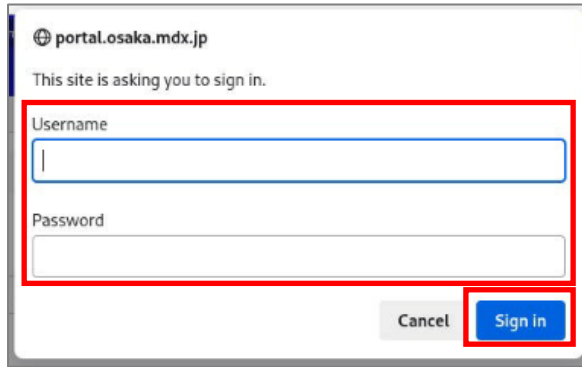 portal.osaka.mdx.jp
This site is asking you to sign in.
Username
Password
Cancel Sign in